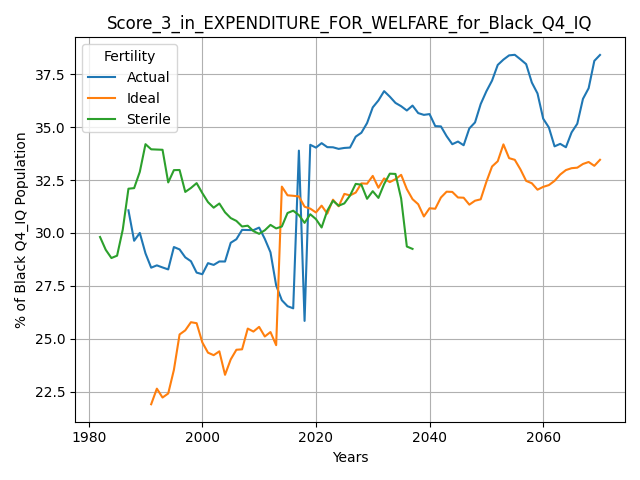 Score_3_in_EXPENDITURE_FOR_WELFARE_for_Black_Q4_IQ
Fertility
Actual
Ideal
Sterile
% of Black Q4_IQ Population
37.5
35.0
32.5
30.0
27.5
25.0
22.5
1980
2000
2020
2040
2060
Years